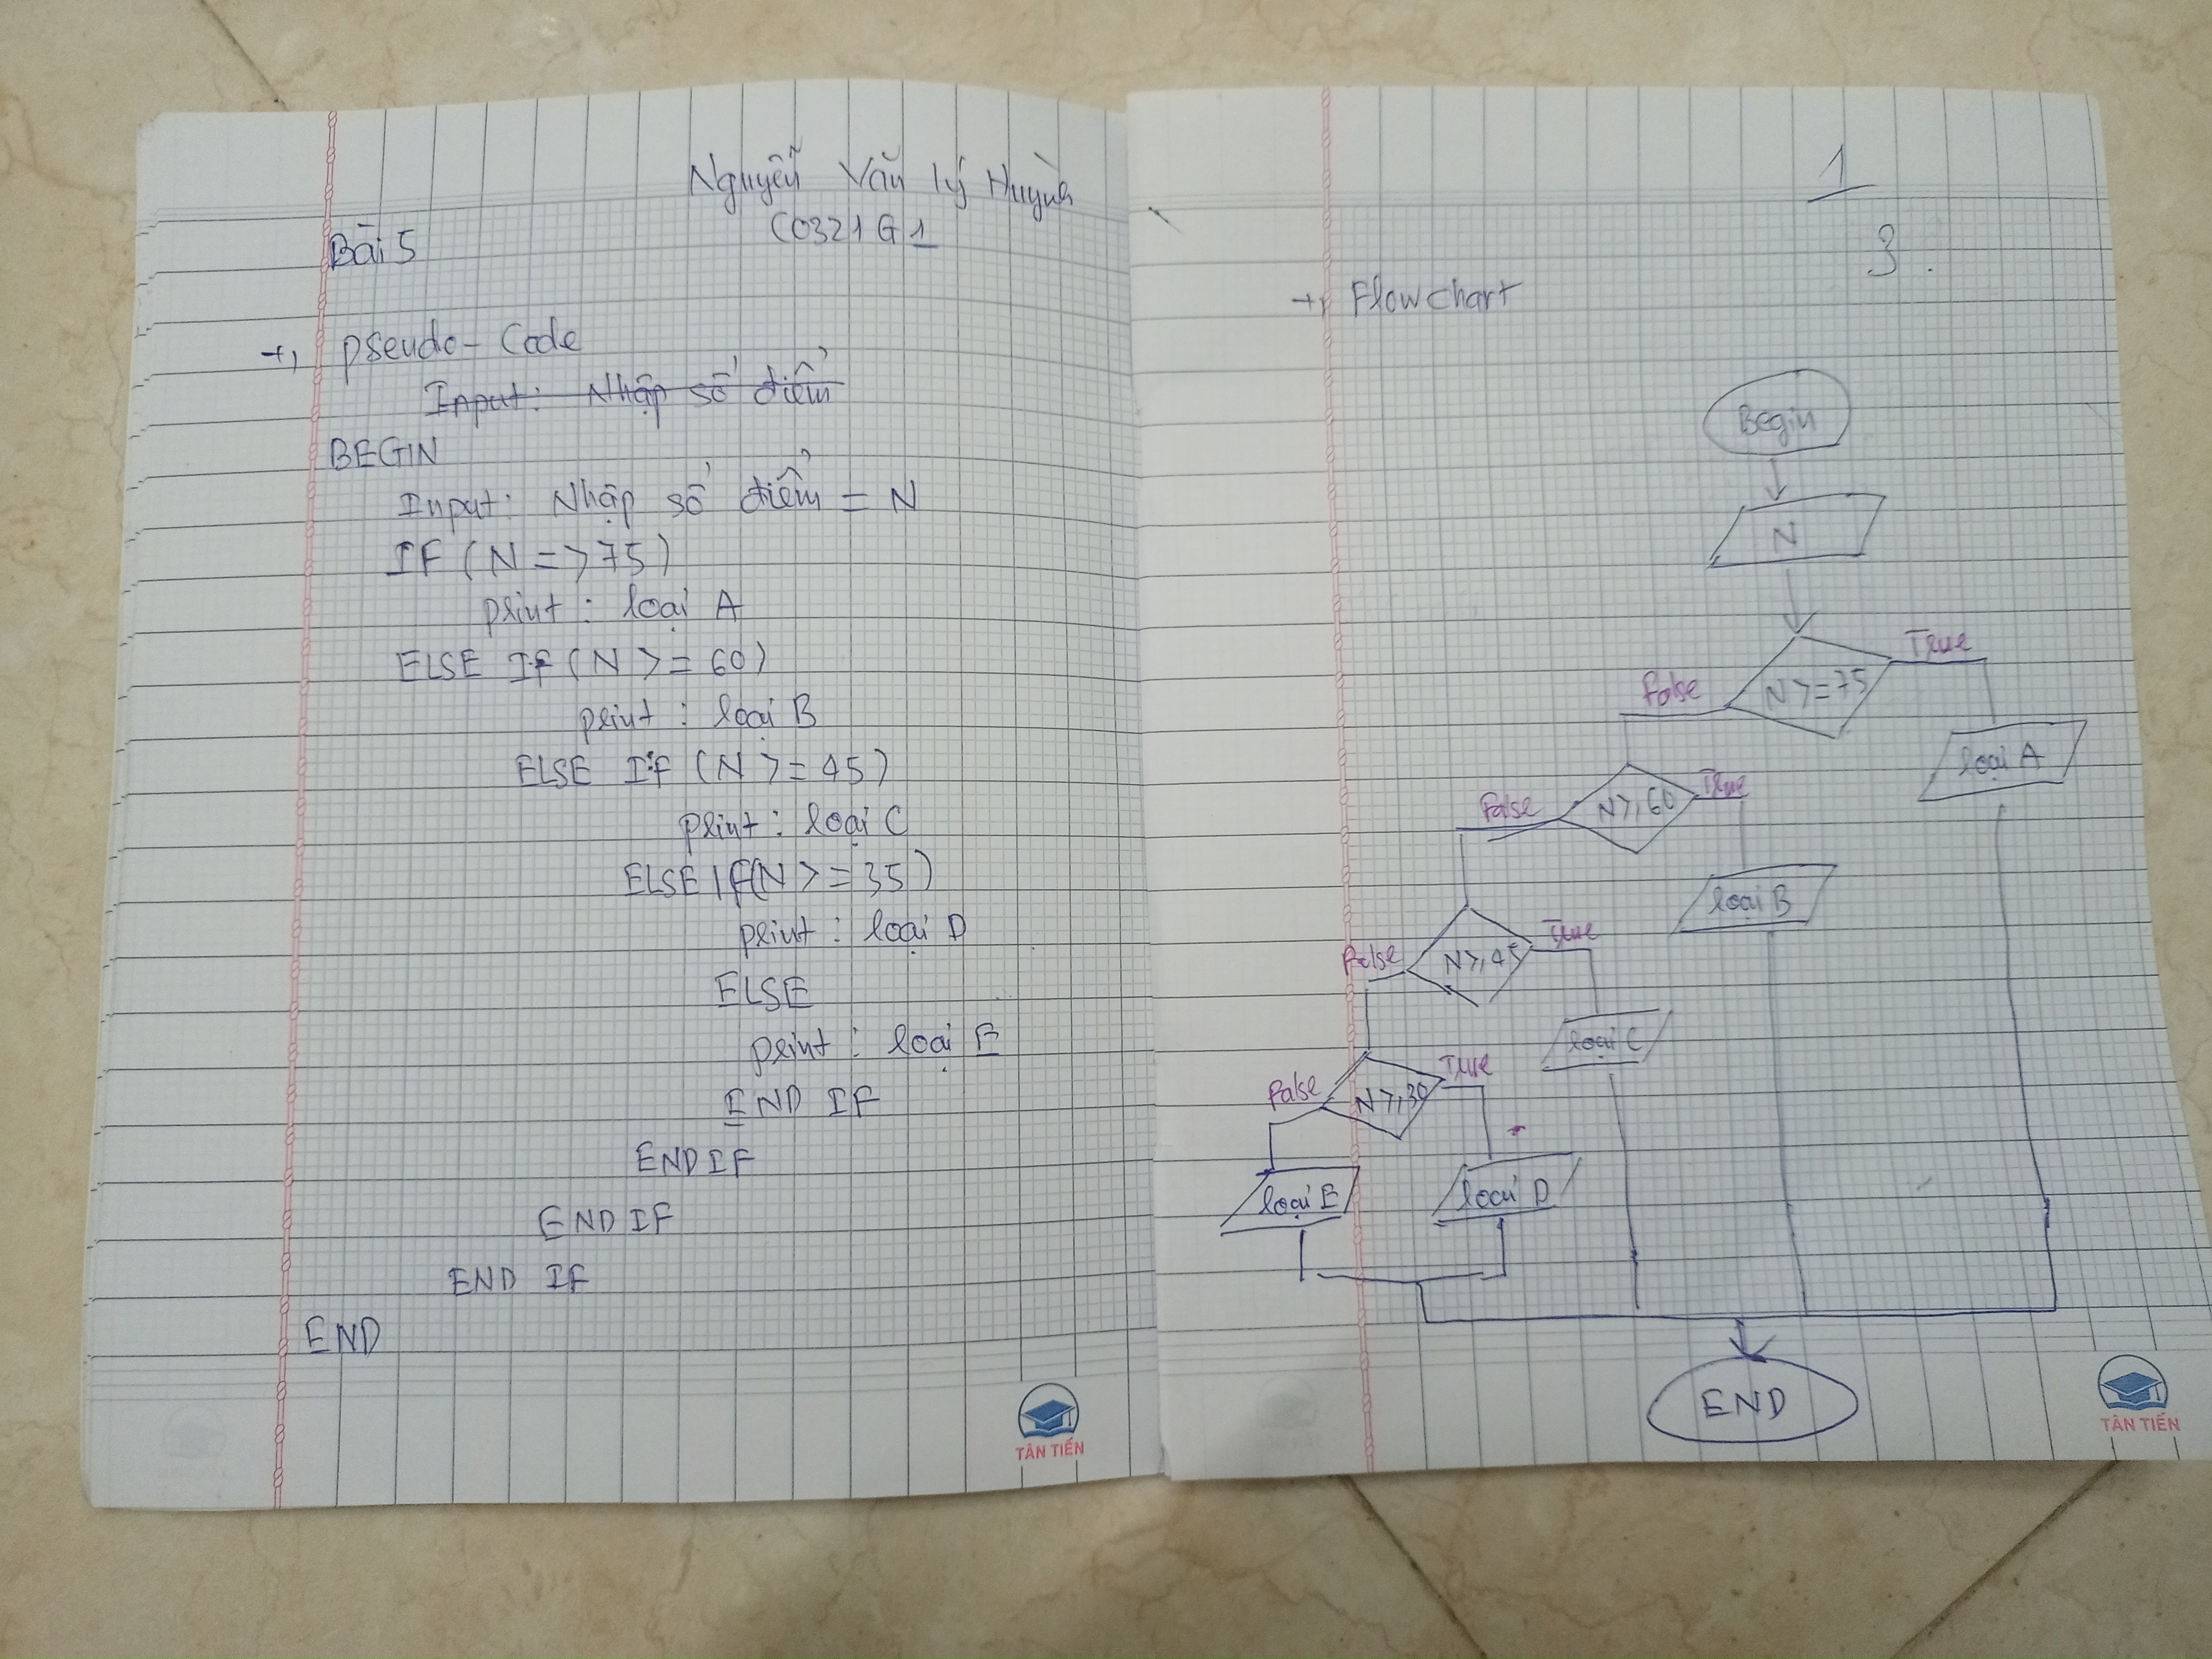 Nguyễn Văn Lý Huynh
C0321G1
Bài 5
+, Pseudo-Code
Input: Nhập số điểm
BEGIN
Input: Nhập số điểm = N
IF (N => 75)
print : loại A
ELSE IF (N >= 60)
print : loại B
ELSE IF (N >= 45)
print : loại C
ELSE IF(N >= 35)
print : loại D
ELSE
print : loại E
END IF
END IF
END IF
END IF
END
TÂN TIẾN
1
3.
+, Flowchart
Begin
N
N >= 75
True
False
loại A
N >, 60
True
False
loại B
N >, 45
True
False
loại C
N >, 30
True
False
loại E
loại D
END
TÂN TIẾN